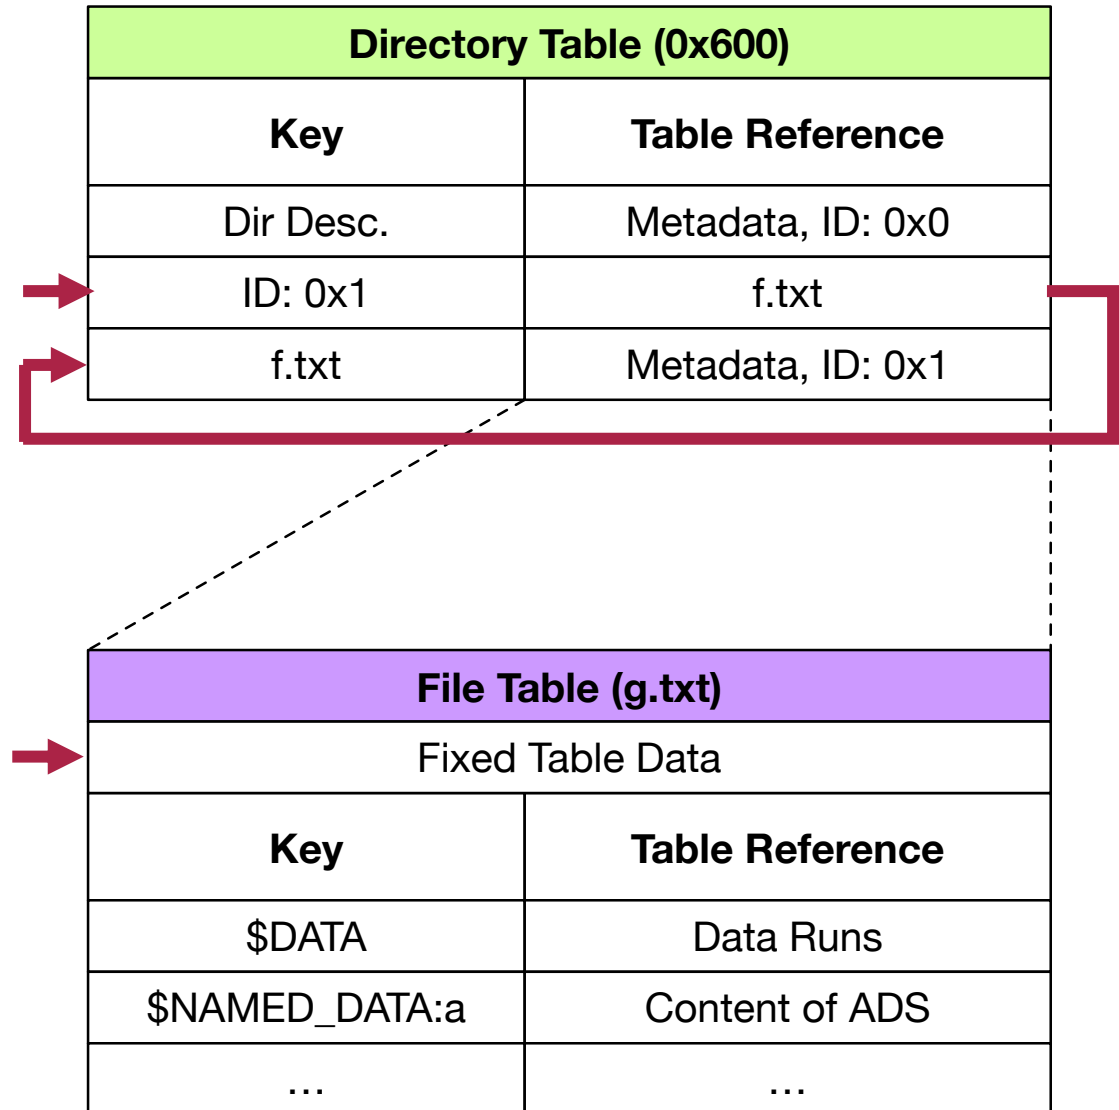 Directory Table (0x600)
Key Table Reference
Dir Desc. Metadata, ID: 0x0
ID: 0x1 f.txt
f.txt Metadata, ID: 0x1
File Table (g.txt)
Fixed Table Data
Key Table Reference
$DATA Data Runs
$NAMED_DATA:a Content of ADS
… …